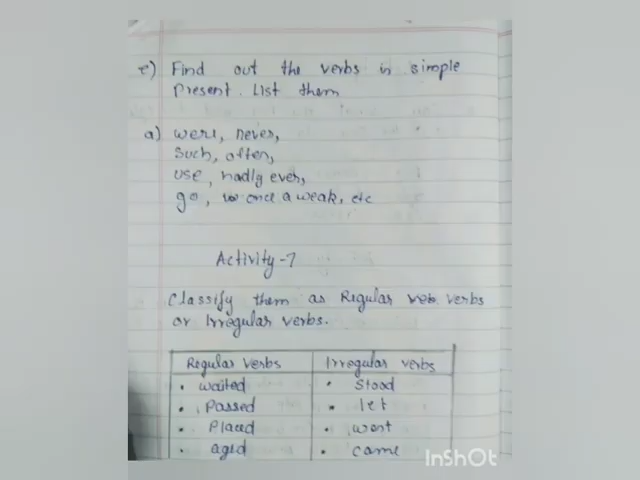 e) Find out the verbs in simple
Present. List them
a) were, never,
such, often,
use, hadly ever,
go, once a weak, etc
Activity-7
Classify them as Regular verbs
or Irregular verbs.
Regular verbs Irregular verbs
• waited • Stood
• Passed • let
• Placed • went
• aged • came
InShOt